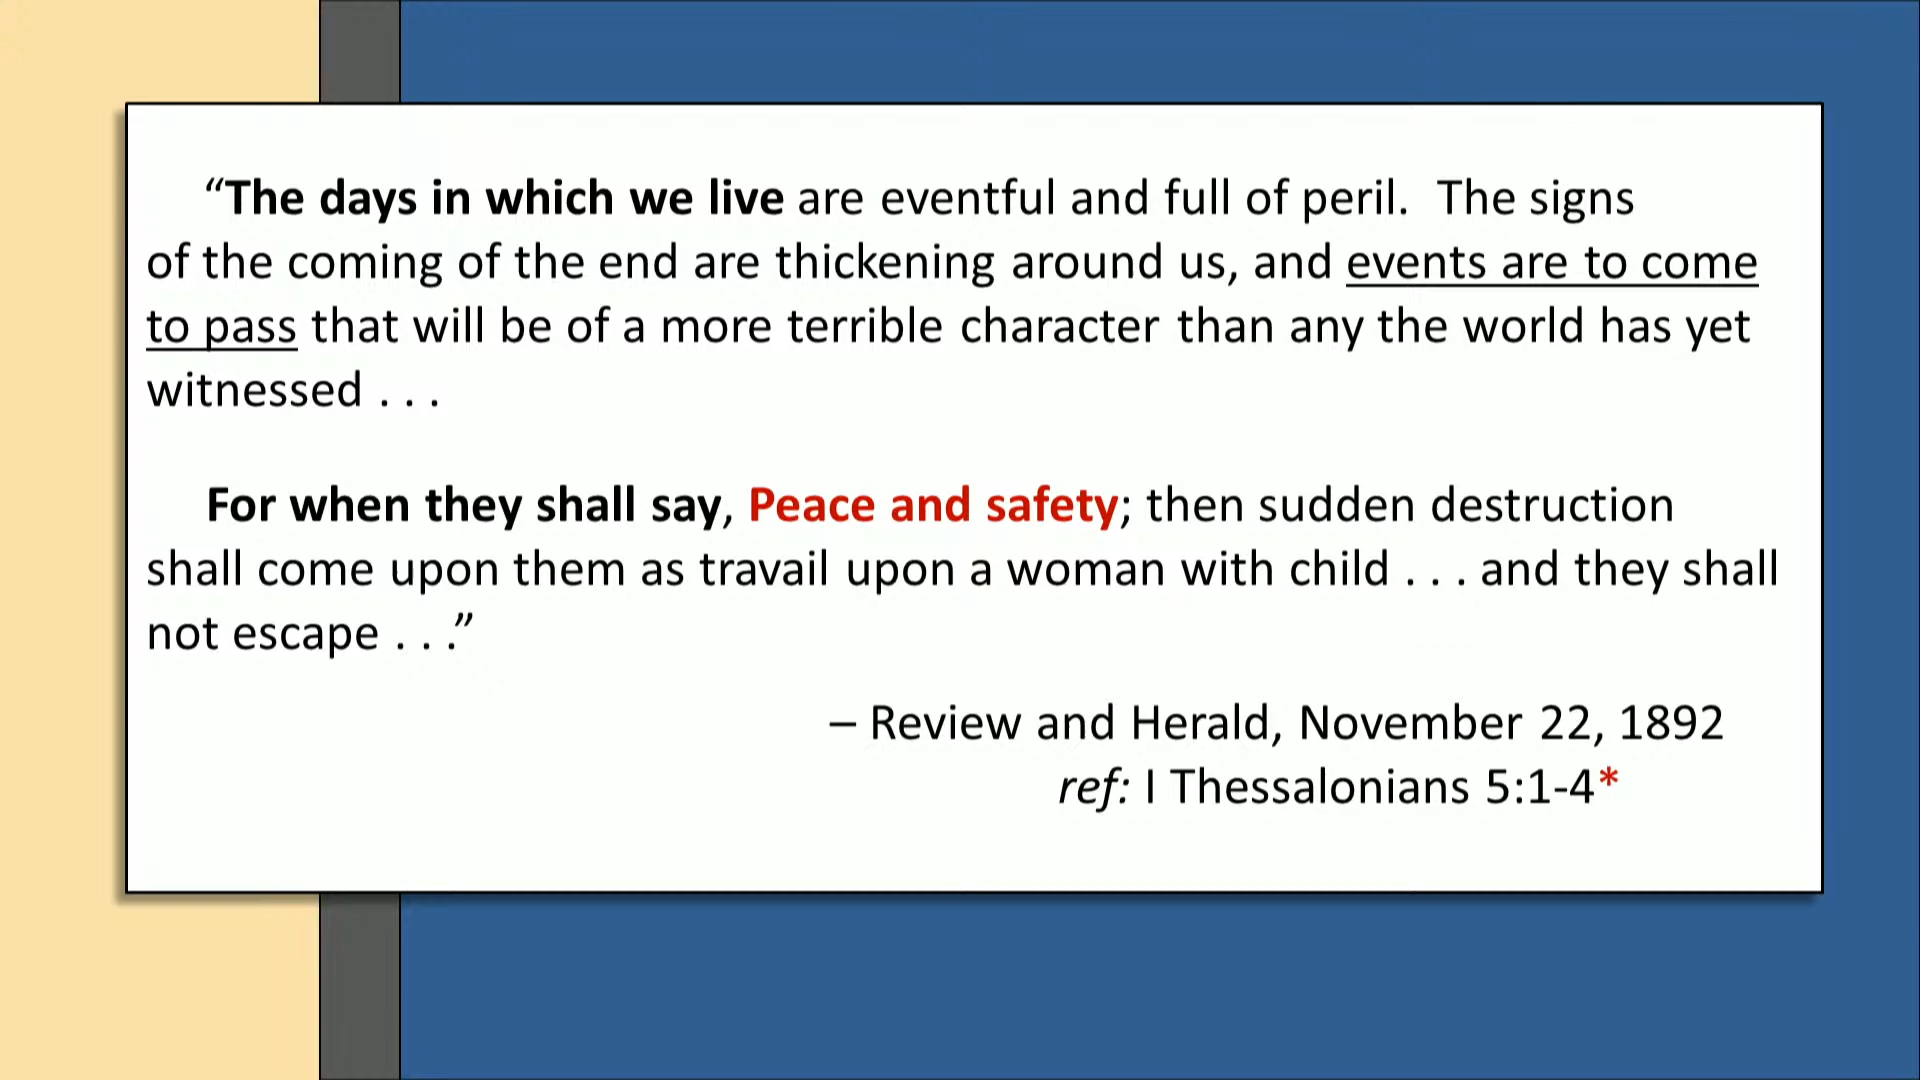 “The days in which we live are eventful and full of peril.  The signs
of the coming of the end are thickening around us, and events are to come
to pass that will be of a more terrible character than any the world has yet
witnessed . . .
For when they shall say, Peace and safety; then sudden destruction
shall come upon them as travail upon a woman with child . . . and they shall
not escape . . .”
– Review and Herald, November 22, 1892
ref: I Thessalonians 5:1-4*